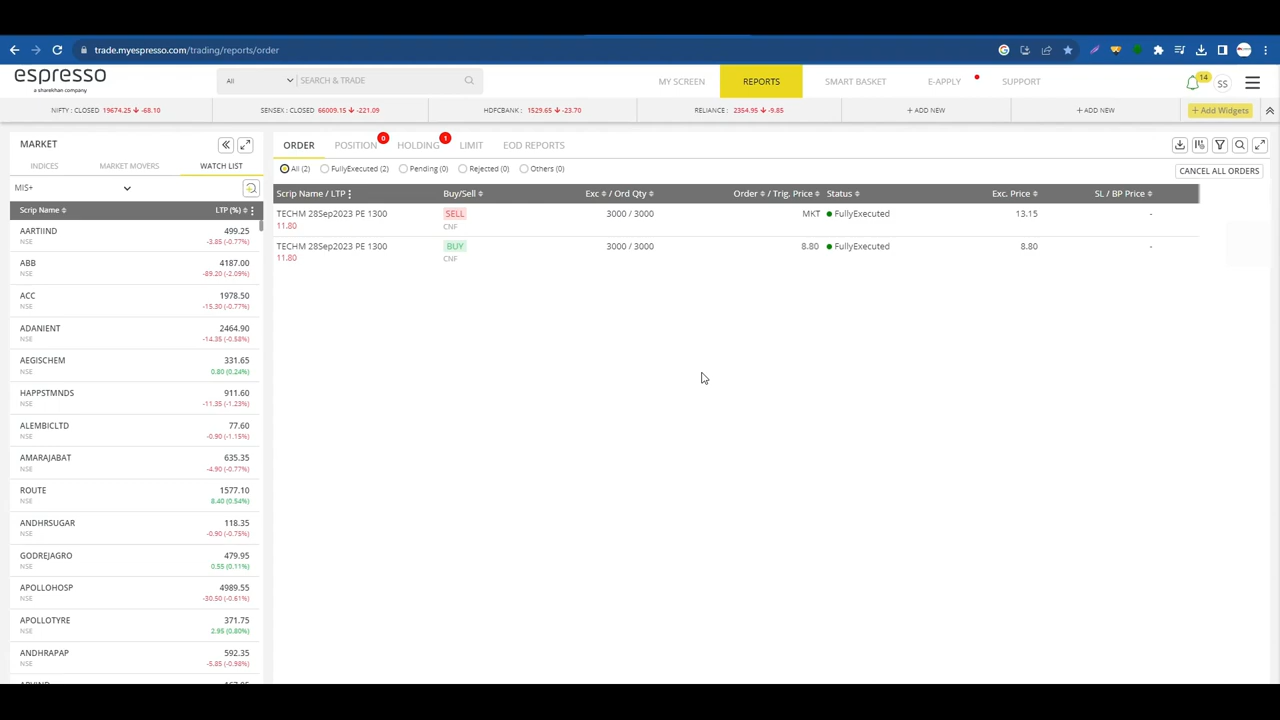 trade.myespresso.com/trading/reports/order
espresso
a sharekhan company
All
SEARCH & TRADE
MY SCREEN
REPORTS
SMART BASKET
E-APPLY
SUPPORT
14
SS
NIFTY : CLOSED 19674.25 -68.10
SENSEX : CLOSED 66009.15 -221.09
HDFCBANK : 1529.65 -23.70
RELIANCE : 2354.95 -9.85
+ ADD NEW
+ ADD NEW
+ Add Widgets
MARKET
INDICES
MARKET MOVERS
WATCH LIST
MIS+
Scrip Name
LTP (%)
AARTIIND 499.25
NSE -3.85 (-0.77%)
ABB 4187.00
NSE -89.20 (-2.09%)
ACC 1978.50
NSE -15.30 (-0.77%)
ADANIENT 2464.90
NSE -14.35 (-0.58%)
AEGISCHEM 331.65
NSE 0.80 (0.24%)
HAPPSTMNDS 911.60
NSE -11.35 (-1.23%)
ALEMBICLTD 77.60
NSE -0.90 (-1.15%)
AMARAJABAT 635.35
NSE -4.90 (-0.77%)
ROUTE 1577.10
NSE 8.40 (0.54%)
ANDHRSUGAR 118.35
NSE -0.90 (-0.75%)
GODREJAGRO 479.95
NSE 0.55 (0.11%)
APOLLOHOSP 4989.55
NSE -30.50 (-0.61%)
APOLLOTYRE 371.75
NSE 2.95 (0.80%)
ANDHRAPAP 592.35
NSE -5.85 (-0.98%)
ORDER
POSITION 0
HOLDING 1
LIMIT
EOD REPORTS
All (2)
FullyExecuted (2)
Pending (0)
Rejected (0)
Others (0)
CANCEL ALL ORDERS
Scrip Name / LTP Buy/Sell Exc / Ord Qty Order / Trig. Price Status Exc. Price SL / BP Price
TECHM 28Sep2023 PE 1300 SELL 3000 / 3000 MKT FullyExecuted 13.15 -
11.80 CNF
TECHM 28Sep2023 PE 1300 BUY 3000 / 3000 8.80 FullyExecuted 8.80 -
11.80 CNF